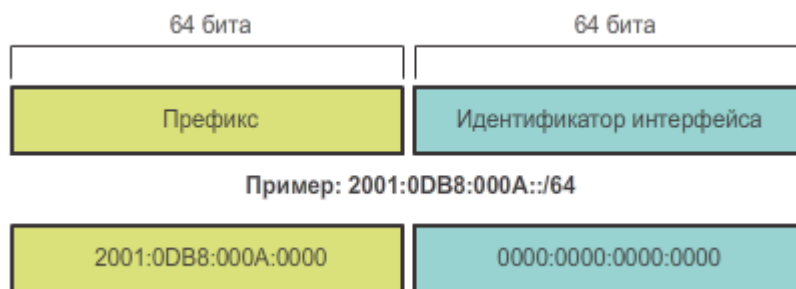 64 бита 64 бита
Префикс Идентификатор интерфейса
Пример: 2001:0DB8:000A::/64
2001:0DB8:000A:0000 0000:0000:0000:0000